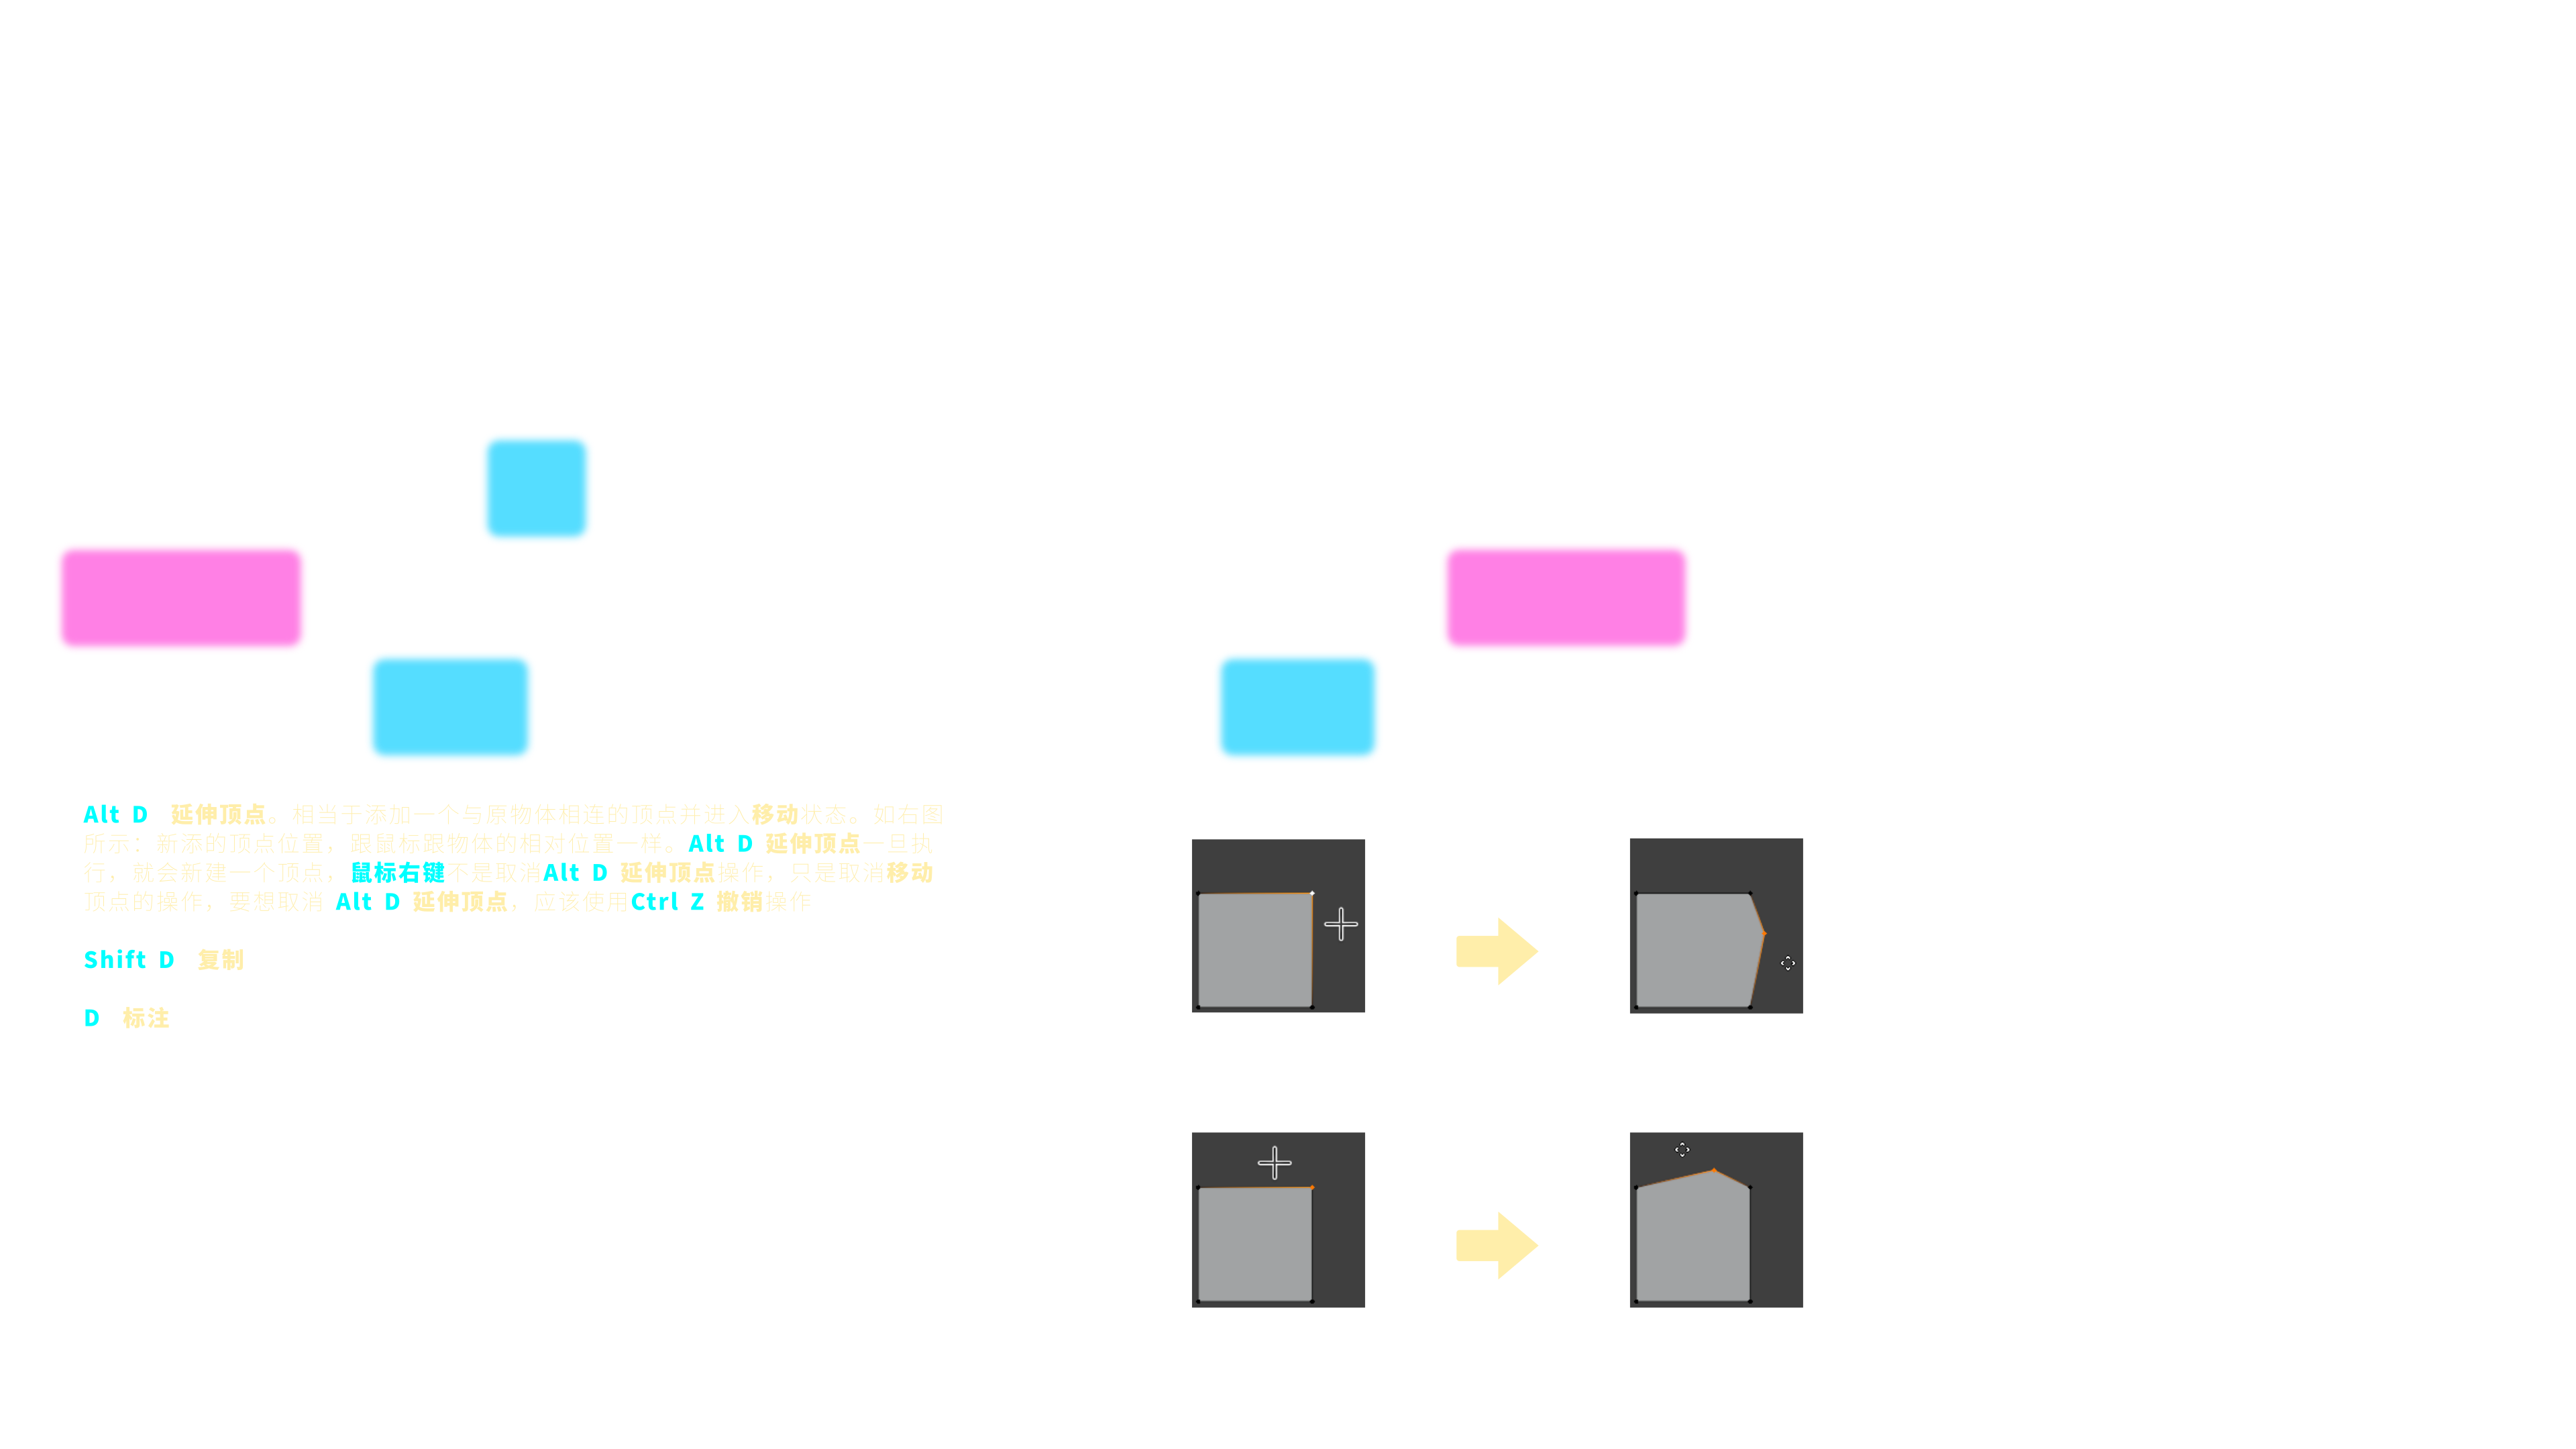 Alt D 延伸顶点。相当于添加一个与原物体相连的顶点并进入移动状态。如右图
所示：新添的顶点位置，跟鼠标跟物体的相对位置一样。Alt D 延伸顶点一旦执
行，就会新建一个顶点，鼠标右键不是取消Alt D 延伸顶点操作，只是取消移动
顶点的操作，要想取消 Alt D 延伸顶点，应该使用Ctrl Z 撤销操作
Shift D 复制
D 标注